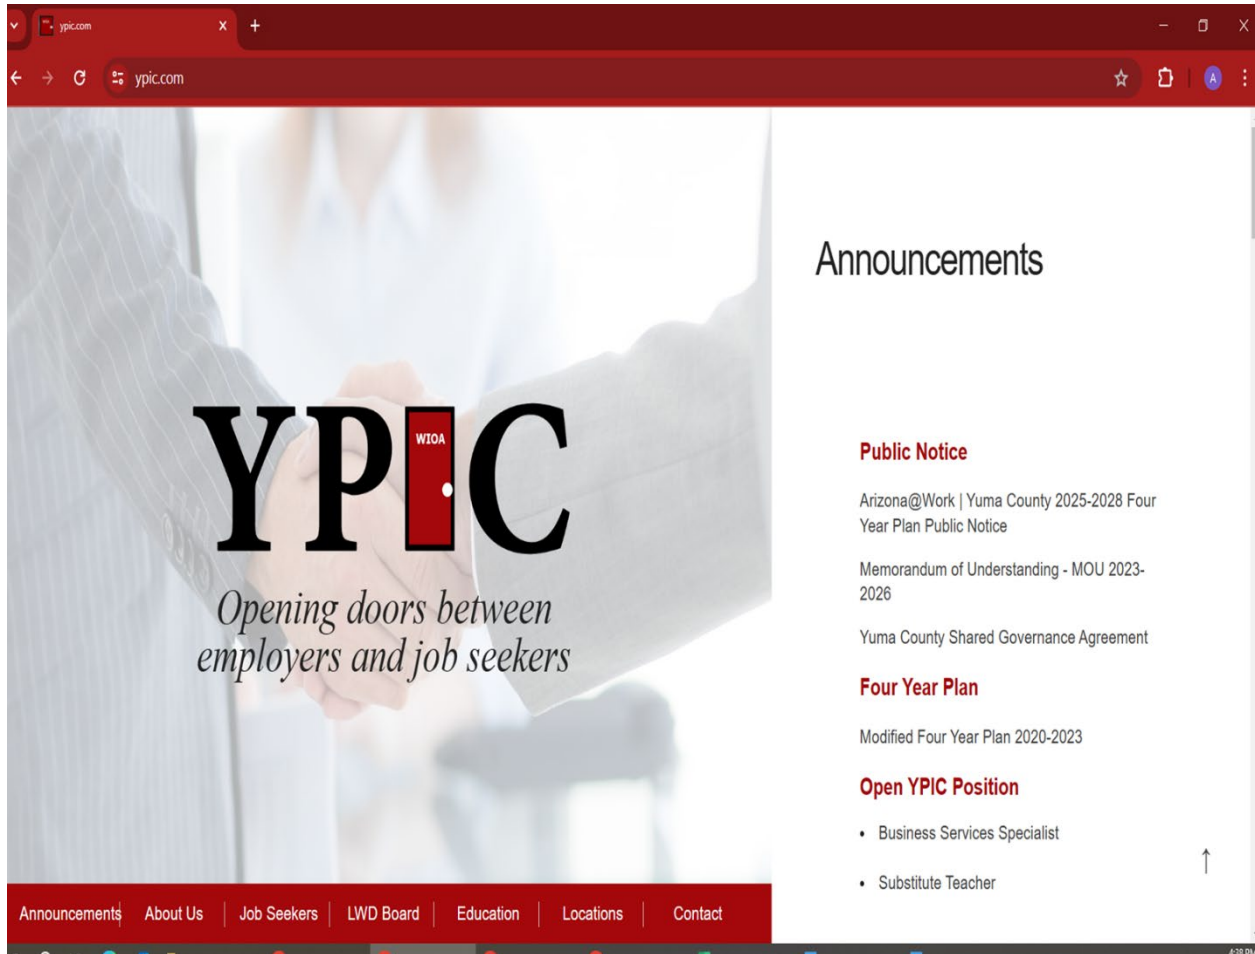 ypic.com
ypic.com
A
Announcements
WIOA
YPIC
Opening doors between
employers and job seekers
Public Notice
Arizona@Work | Yuma County 2025-2028 Four
Year Plan Public Notice
Memorandum of Understanding - MOU 2023-
2026
Yuma County Shared Governance Agreement
Four Year Plan
Modified Four Year Plan 2020-2023
Open YPIC Position
• Business Services Specialist
• Substitute Teacher
Announcements About Us Job Seekers LWD Board Education Locations Contact
4:38 PM